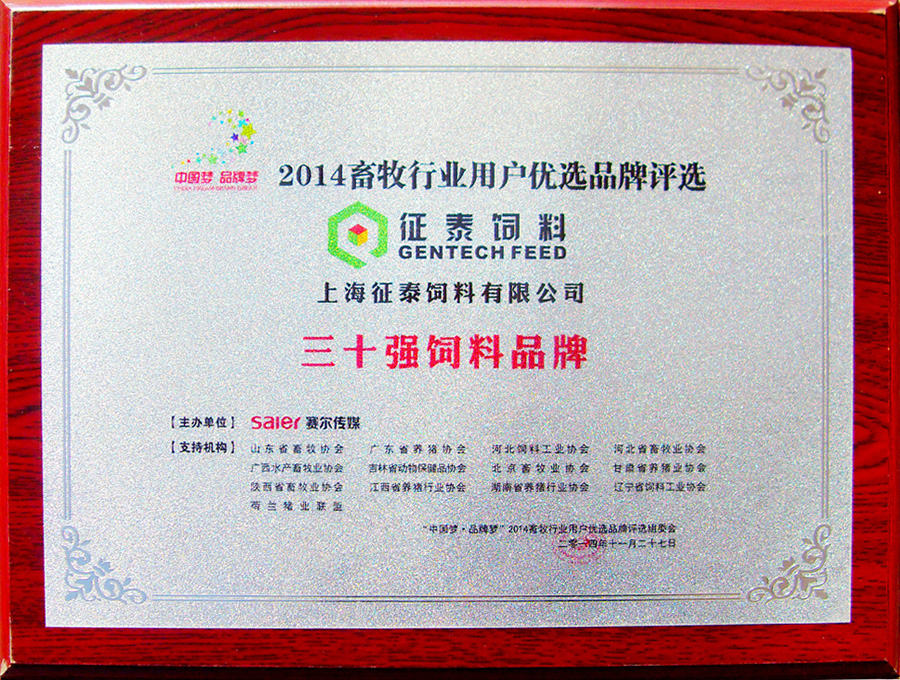 中国梦 品牌梦
2014畜牧行业用户优选品牌评选
征泰饲料
GENTECH FEED
上海征泰饲料有限公司
三十强饲料品牌
【主办单位】 saier 赛尔传媒
【支持机构】 山东省畜牧协会 广东省养猪协会 河北饲料工业协会 河北省畜牧业协会
广西水产畜牧业协会 吉林省动物保健品协会 北京畜牧业协会 甘肃省养猪业协会
陕西省畜牧业协会 江西省养猪行业协会 湖南省养猪行业协会 辽宁省饲料工业协会
荷兰猪业联盟
“中国梦·品牌梦”2014畜牧行业用户优选品牌评选组委会
二零一四年十一月二十七日